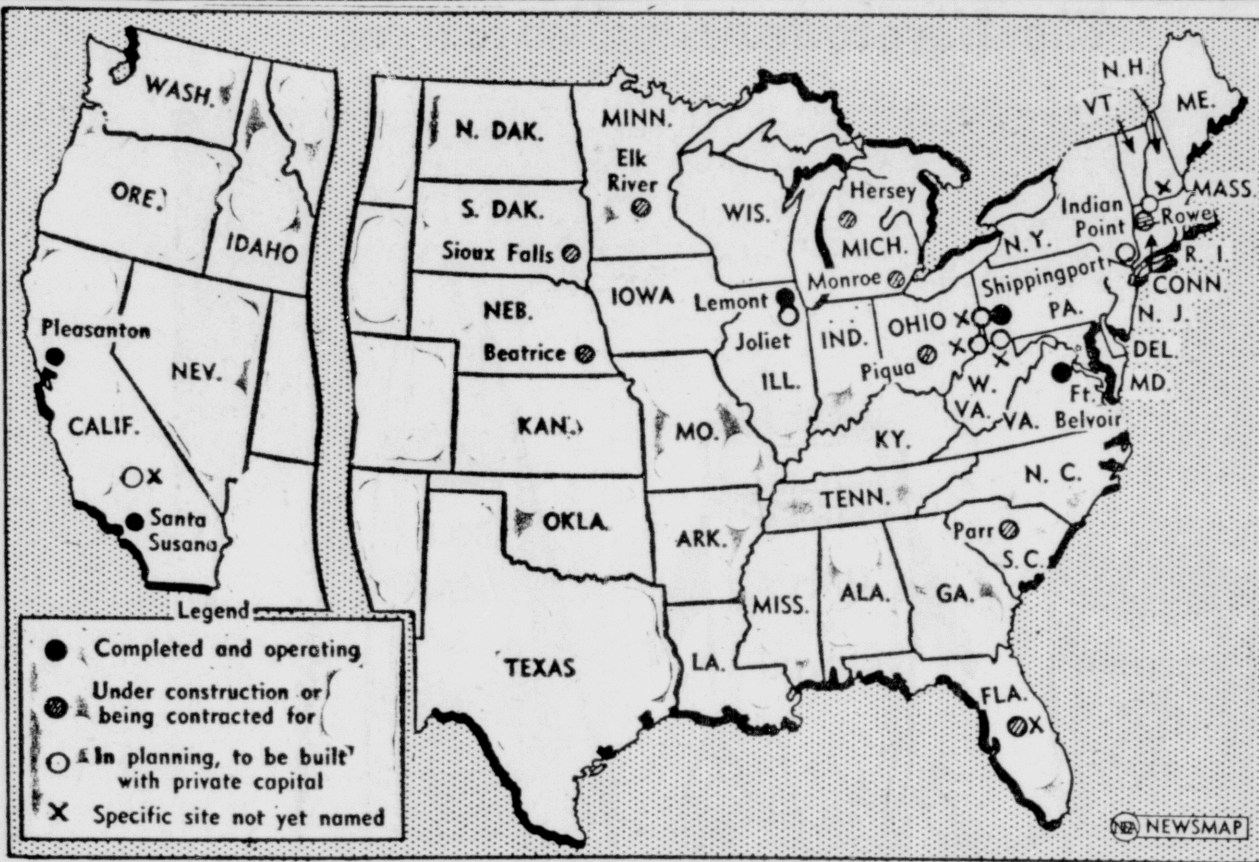 WASH.
ORE.
IDAHO
Pleasanton
NEV.
CALIF.
X
Santa
Susana
N. DAK.
S. DAK.
Sioux Falls
NEB.
Beatrice
KAN.
OKLA.
TEXAS
MINN.
Elk
River
IOWA
MO.
ARK.
LA.
WIS.
Lemont
Joliet
ILL.
Hersey
MICH.
Monroe
IND.
OHIO X
X
X
Piqua
KY.
TENN.
MISS.
ALA.
GA.
FLA.
X
Parr
S. C.
N. C.
W.
VA.
VA.
Ft.
Belvoir
Shippingport
PA.
Indian
Point
N.Y.
N.H.
VT.
ME.
X
MASS.
Rowe
R. I.
CONN.
N. J.
DEL.
MD.
Legend
Completed and operating
Under construction or
being contracted for
In planning, to be built
with private capital
X Specific site not yet named
NEA NEWSMAP